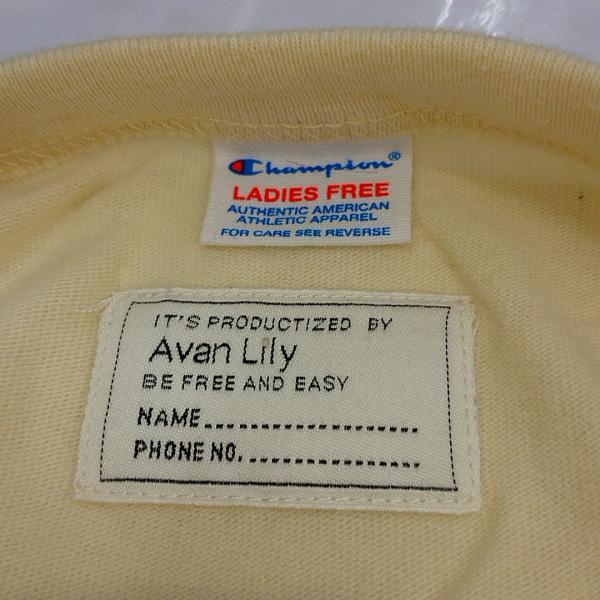 Champion®
LADIES FREE
AUTHENTIC AMERICAN
ATHLETIC APPAREL
FOR CARE SEE REVERSE
IT'S PRODUCTIZED BY
Avan Lily
BE FREE AND EASY
NAME....................
PHONE NO. ....................